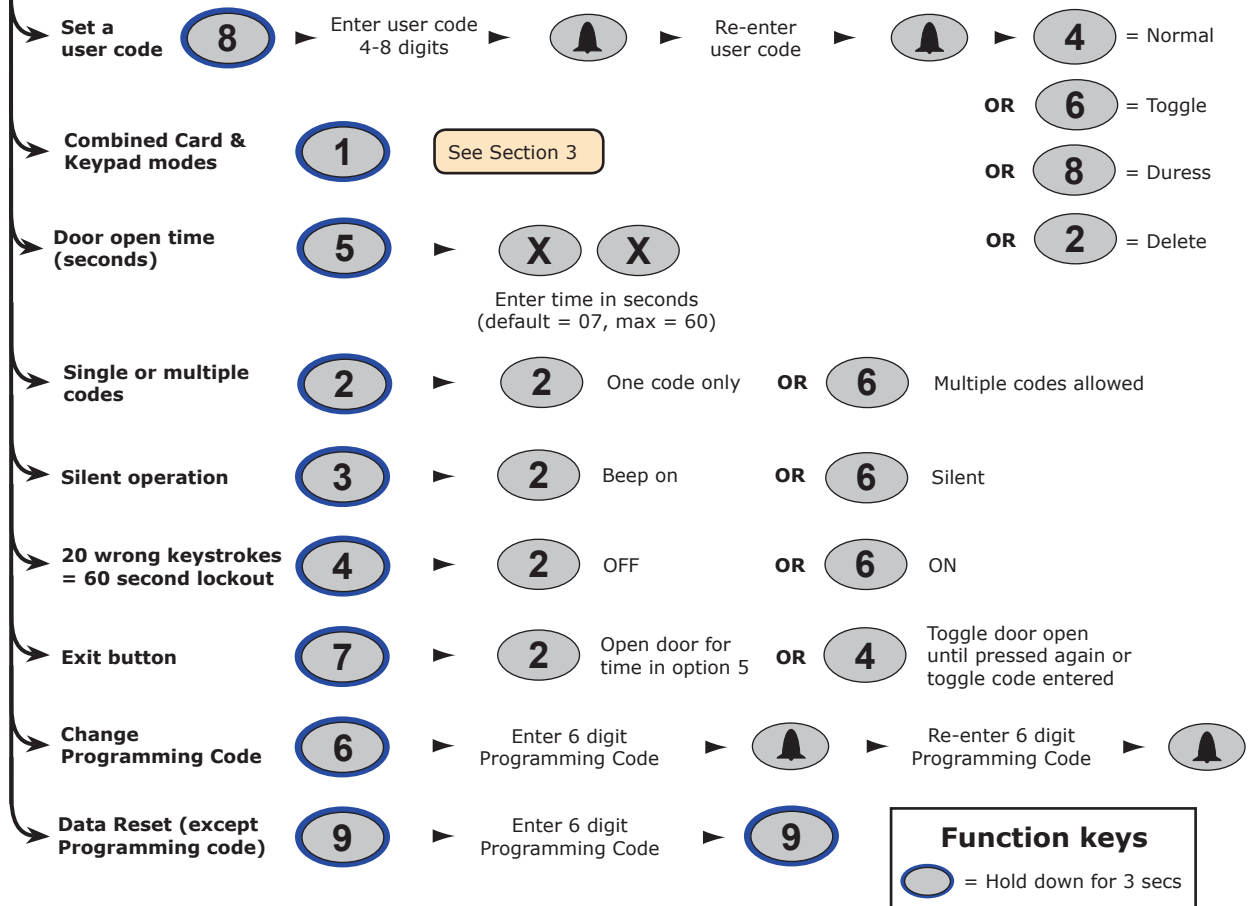 Set a
user code
8
Enter user code
4-8 digits
Re-enter
user code
4
= Normal
OR
6
= Toggle
OR
8
= Duress
OR
2
= Delete
Combined Card &
Keypad modes
1
See Section 3
Door open time
(seconds)
5
X X
Enter time in seconds
(default = 07, max = 60)
Single or multiple
codes
2
2
One code only
OR
6
Multiple codes allowed
Silent operation
3
2
Beep on
OR
6
Silent
20 wrong keystrokes
= 60 second lockout
4
2
OFF
OR
6
ON
Exit button
7
2
Open door for
time in option 5
OR
4
Toggle door open
until pressed again or
toggle code entered
Change
Programming Code
6
Enter 6 digit
Programming Code
Re-enter 6 digit
Programming Code
Data Reset (except
Programming code)
9
Enter 6 digit
Programming Code
9
Function keys
= Hold down for 3 secs